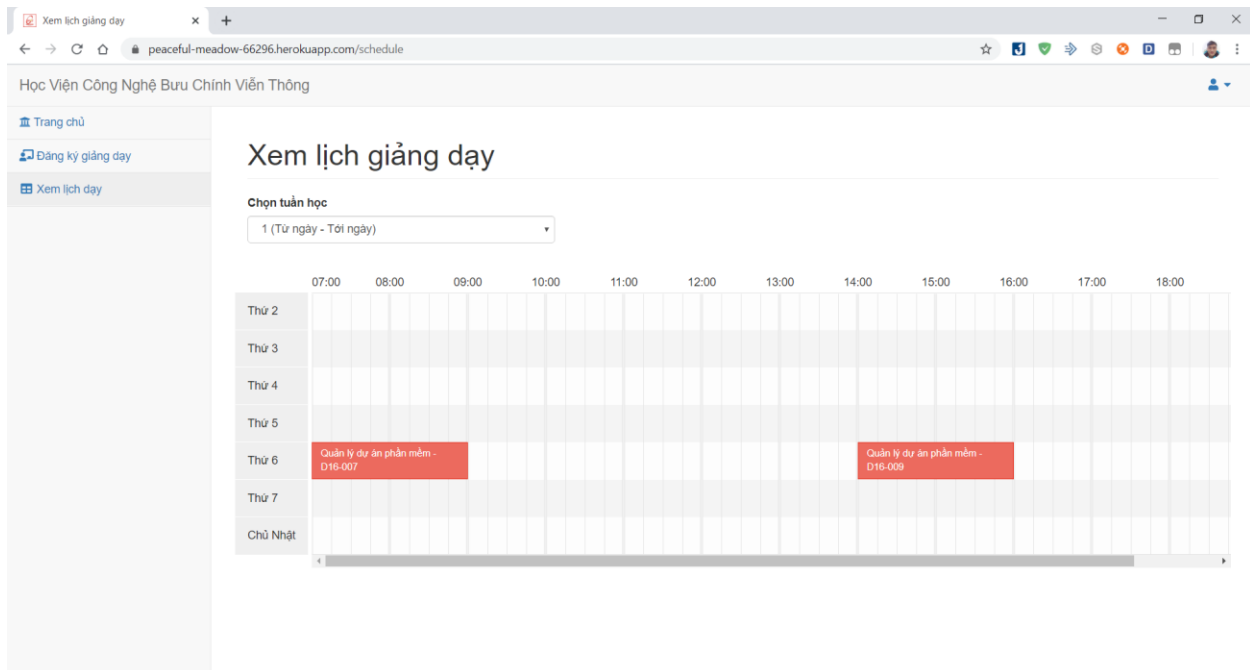 Xem lịch giảng dạy
peaceful-meadow-66296.herokuapp.com/schedule
Học Viện Công Nghệ Bưu Chính Viễn Thông
Trang chủ
Đăng ký giảng dạy
Xem lịch dạy
Xem lịch giảng dạy
Chọn tuần học
1 (Từ ngày - Tới ngày)
07:00 08:00 09:00 10:00 11:00 12:00 13:00 14:00 15:00 16:00 17:00 18:00
Thứ 2
Thứ 3
Thứ 4
Thứ 5
Thứ 6
Quản lý dự án phần mềm -
D16-007
Quản lý dự án phần mềm -
D16-009
Thứ 7
Chủ Nhật